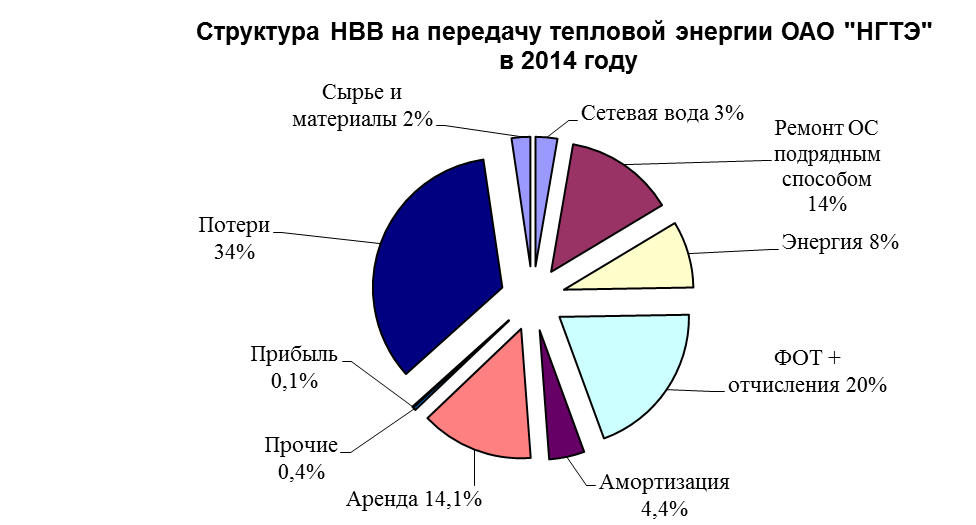 Структура НВВ на передачу тепловой энергии ОАО "НГТЭ"
в 2014 году
Сырье и
материалы 2%
Сетевая вода 3%
Ремонт ОС
подрядным
способом
14%
Энергия 8%
ФОТ +
отчисления 20%
Амортизация
4,4%
Аренда 14,1%
Прочие
0,4%
Прибыль
0,1%
Потери
34%